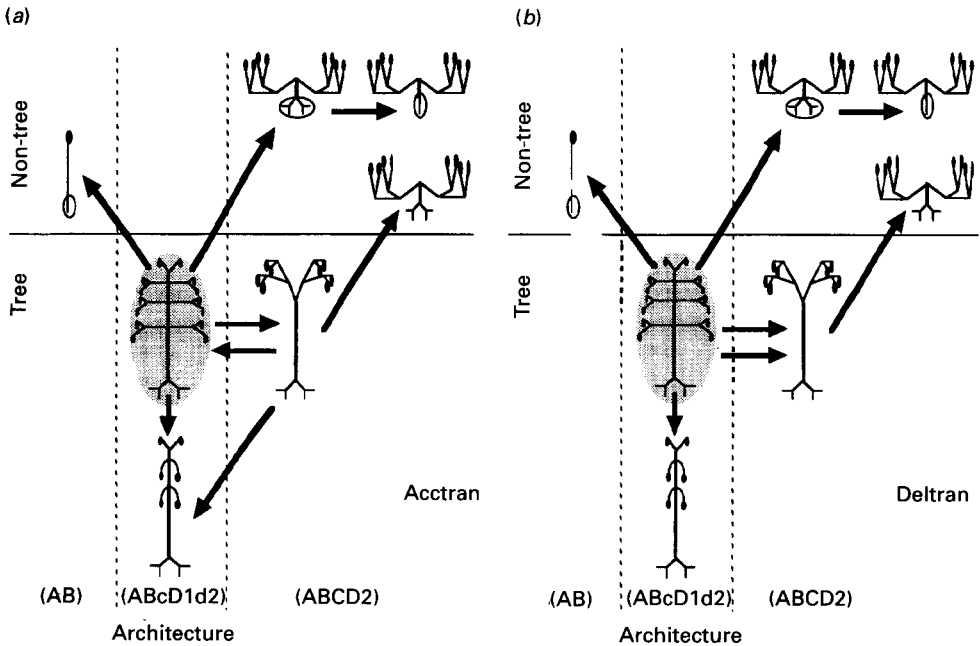 (a)
Non-tree
Tree
Acctran
(AB)
(ABcD1d2)
(ABCD2)
Architecture
(b)
Non-tree
Tree
Deltran
(AB)
(ABcD1d2)
(ABCD2)
Architecture